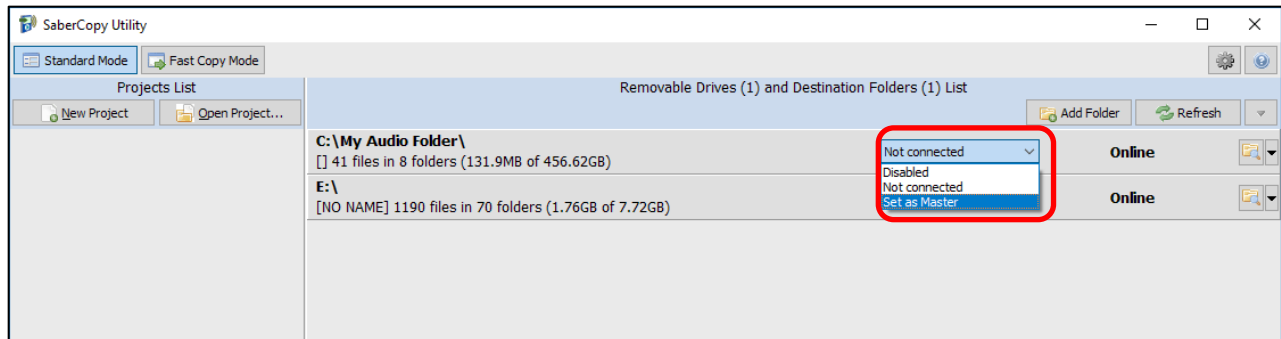 SaberCopy Utility
Standard Mode Fast Copy Mode
Projects List
Removable Drives (1) and Destination Folders (1) List
New Project Open Project...
Add Folder Refresh
C:\My Audio Folder\
[] 41 files in 8 folders (131.9MB of 456.62GB)
Not connected
Online
Disabled
Not connected
Set as Master
E:\
[NO NAME] 1190 files in 70 folders (1.76GB of 7.72GB)
Online